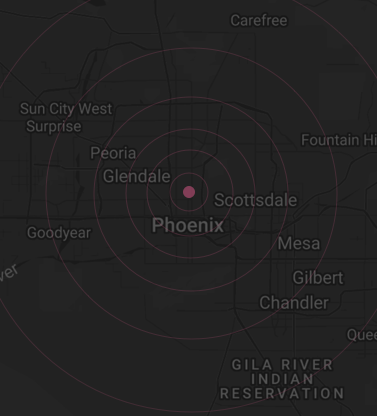 Carefree
Sun City West
Surprise
Fountain Hi
Peoria
Glendale
Scottsdale
Phoenix
Goodyear
Mesa
ver
Gilbert
Chandler
Quee
GILA RIVER
INDIAN
RESERVATION